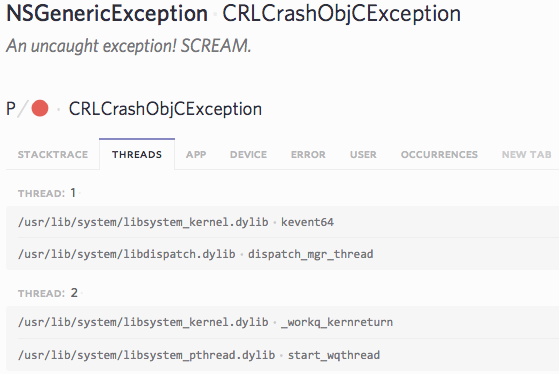 NSGenericException · CRLCrashObjCException
An uncaught exception! SCREAM.
P / · CRLCrashObjCException
STACKTRACE THREADS APP DEVICE ERROR USER OCCURRENCES NEW TAB
THREAD: 1
/usr/lib/system/libsystem_kernel.dylib · kevent64
/usr/lib/system/libdispatch.dylib · dispatch_mgr_thread
THREAD: 2
/usr/lib/system/libsystem_kernel.dylib · _workq_kernreturn
/usr/lib/system/libsystem_pthread.dylib · start_wqthread